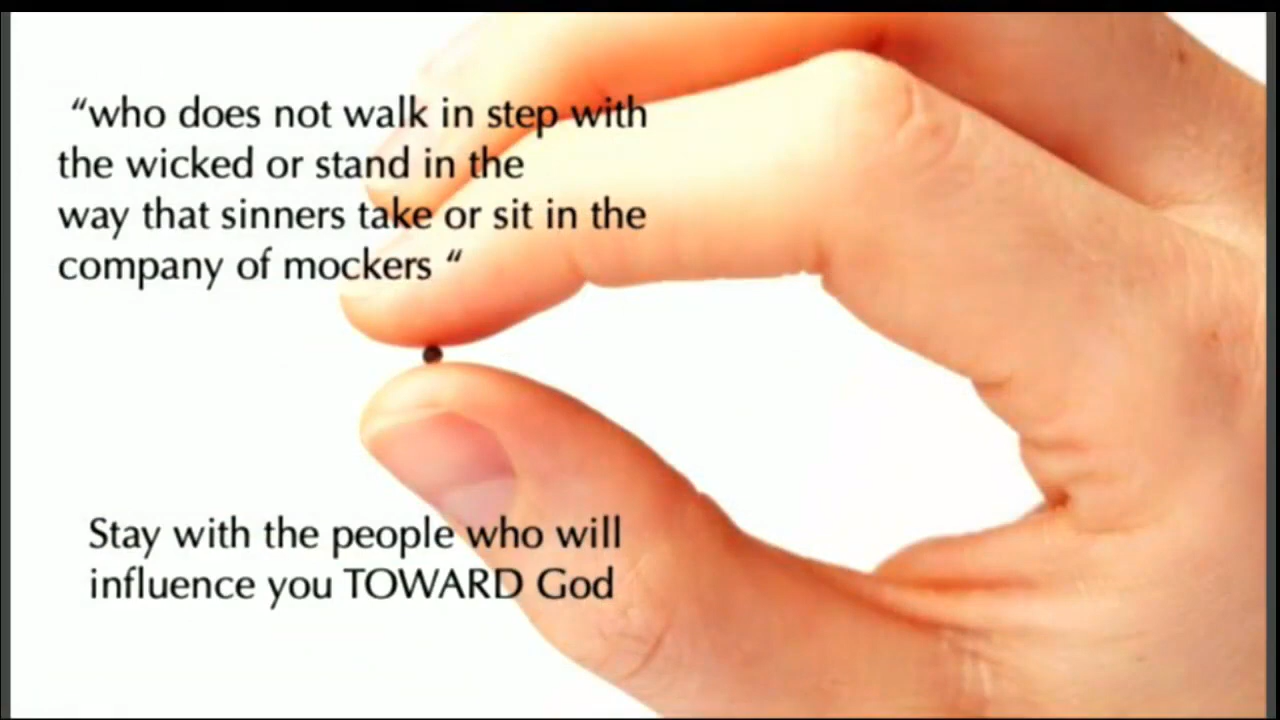 “who does not walk in step with
the wicked or stand in the
way that sinners take or sit in the
company of mockers “
Stay with the people who will
influence you TOWARD God